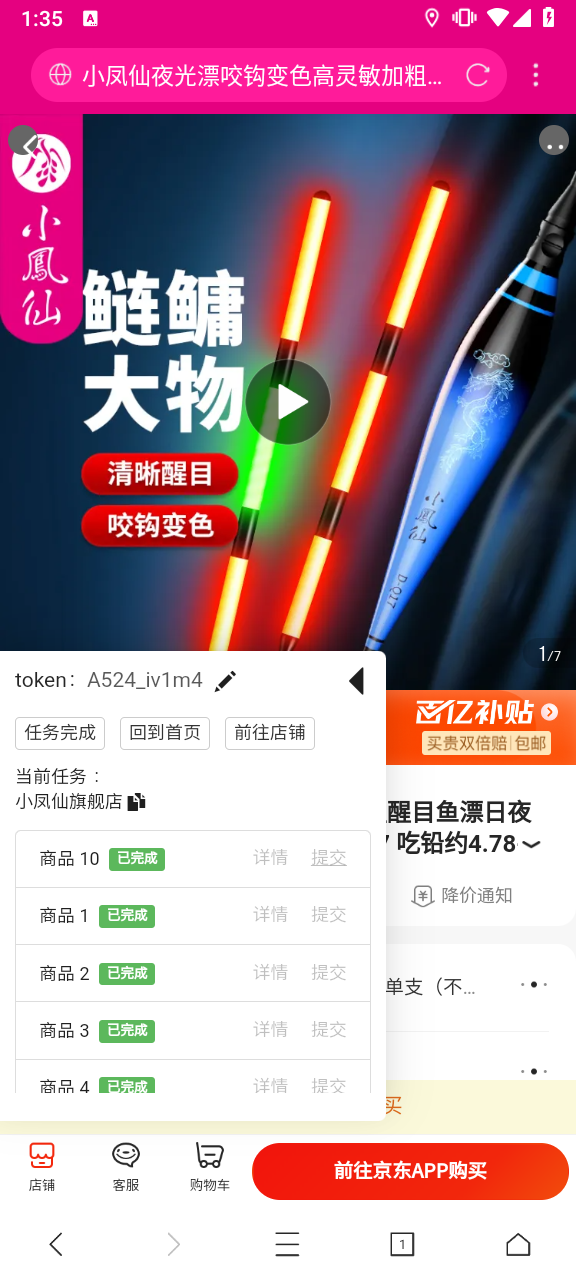 1:35
A
小凤仙夜光漂咬钩变色高灵敏加粗...
小鳳仙
鲢鳙
大物
清晰醒目
咬钩变色
小鳳仙
D-Q17
1/7
token： A524_iv1m4
百亿补贴
任务完成 回到首页 前往店铺
买贵双倍赔 包邮
当前任务：
小凤仙旗舰店
醒目鱼漂日夜
吃铅约4.78
商品 10 已完成 详情 提交
降价通知
商品 1 已完成 详情 提交
商品 2 已完成 详情 提交
单支（不...
商品 3 已完成 详情 提交
商品 4 已完成 详情 提交
买
店铺 客服 购物车 前往京东APP购买
1